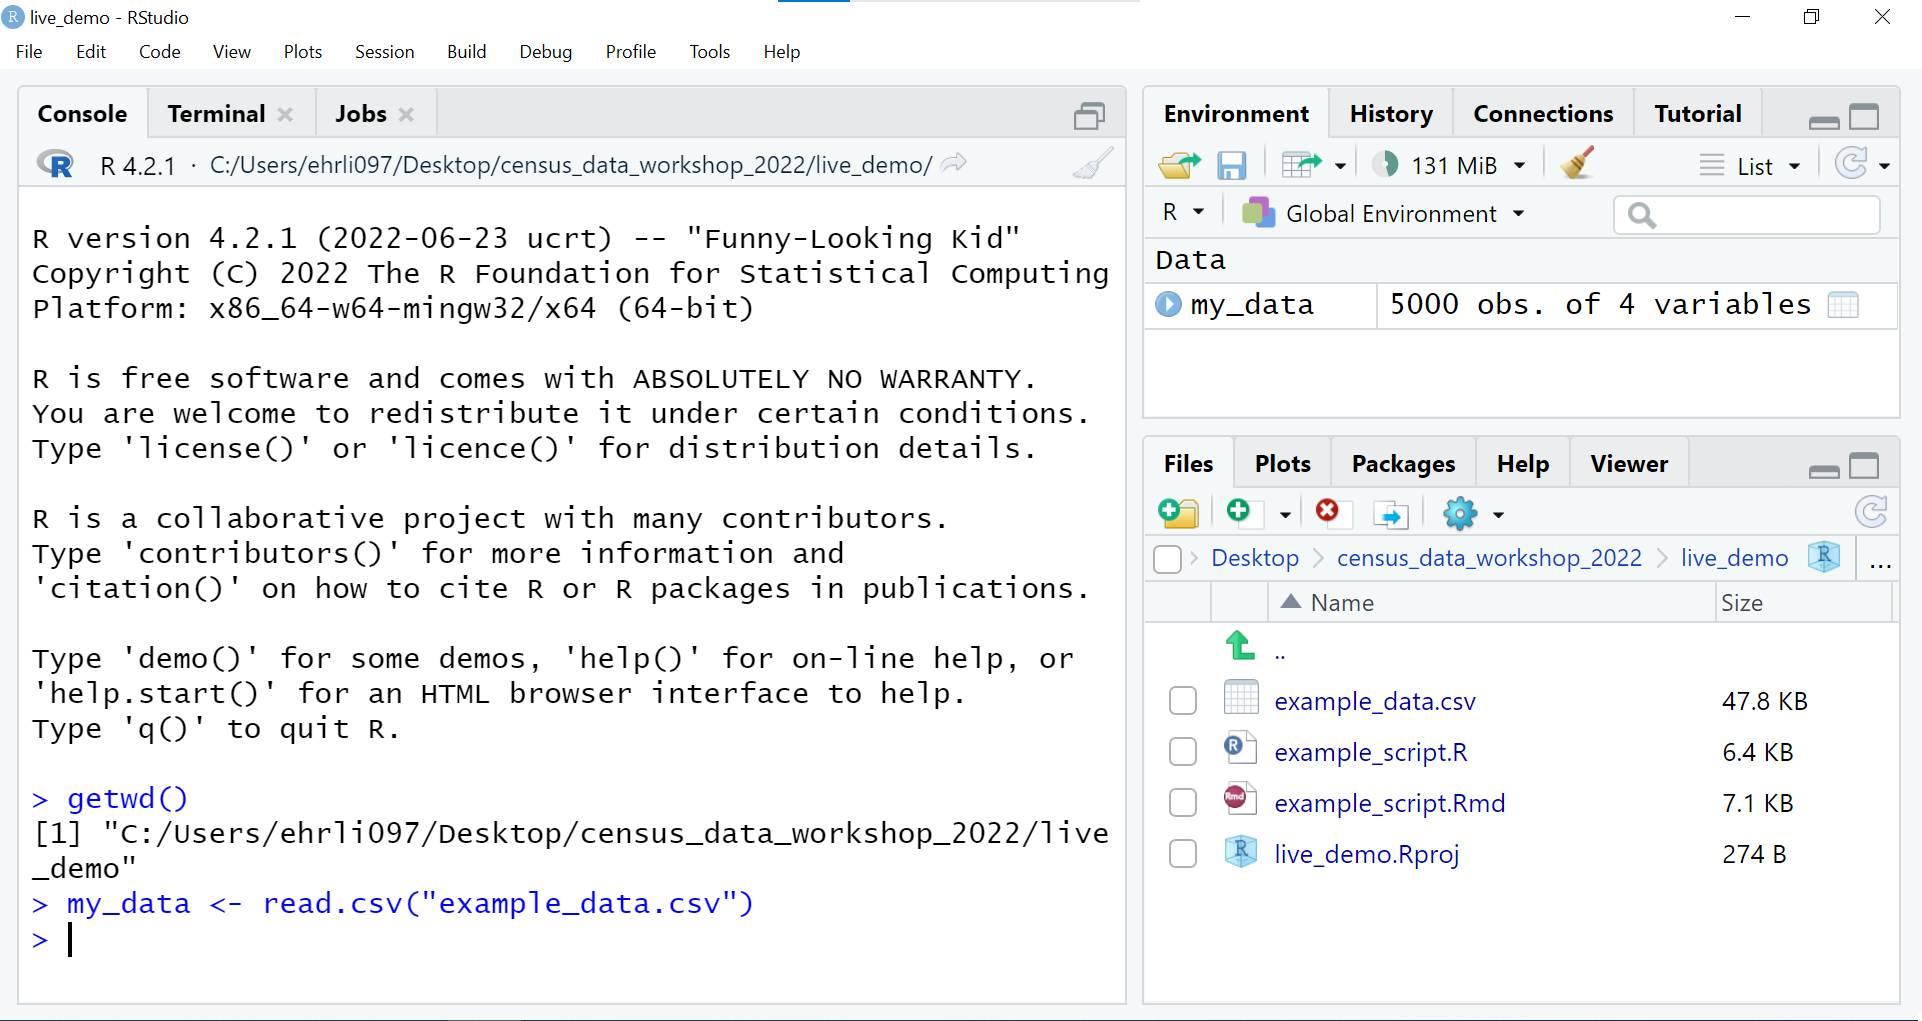 live_demo - RStudio
File Edit Code View Plots Session Build Debug Profile Tools Help
Console Terminal Jobs
R 4.2.1 · C:/Users/ehrli097/Desktop/census_data_workshop_2022/live_demo/
R version 4.2.1 (2022-06-23 ucrt) -- "Funny-Looking Kid"
Copyright (C) 2022 The R Foundation for Statistical Computing
Platform: x86_64-w64-mingw32/x64 (64-bit)
R is free software and comes with ABSOLUTELY NO WARRANTY.
You are welcome to redistribute it under certain conditions.
Type 'license()' or 'licence()' for distribution details.
R is a collaborative project with many contributors.
Type 'contributors()' for more information and
'citation()' on how to cite R or R packages in publications.
Type 'demo()' for some demos, 'help()' for on-line help, or
'help.start()' for an HTML browser interface to help.
Type 'q()' to quit R.
> getwd()
[1] "C:/Users/ehrli097/Desktop/census_data_workshop_2022/live
_demo"
> my_data <- read.csv("example_data.csv")
>
Environment History Connections Tutorial
131 MiB List
R Global Environment
Data
my_data 5000 obs. of 4 variables
Files Plots Packages Help Viewer
Desktop census_data_workshop_2022 live_demo R ...
Name Size
..
example_data.csv 47.8 KB
R example_script.R 6.4 KB
Rmd example_script.Rmd 7.1 KB
R live_demo.Rproj 274 B